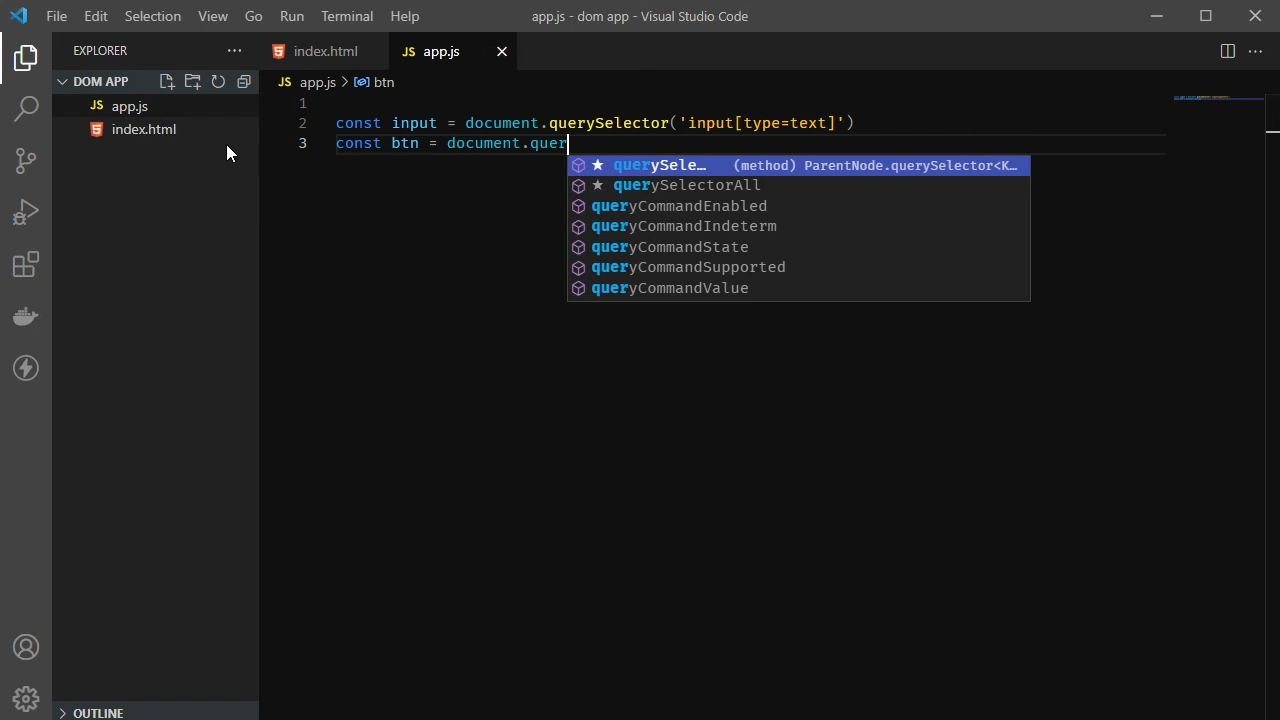 File Edit Selection View Go Run Terminal Help
app.js - dom app - Visual Studio Code
EXPLORER
JS index.html
JS app.js
DOM APP
JS app.js > btn
JS app.js
index.html
1
2 const input = document.querySelector('input[type=text]')
3 const btn = document.quer
★ querySele… (method) ParentNode.querySelector<K…
★ querySelectorAll
queryCommandEnabled
queryCommandIndeterm
queryCommandState
queryCommandSupported
queryCommandValue
OUTLINE